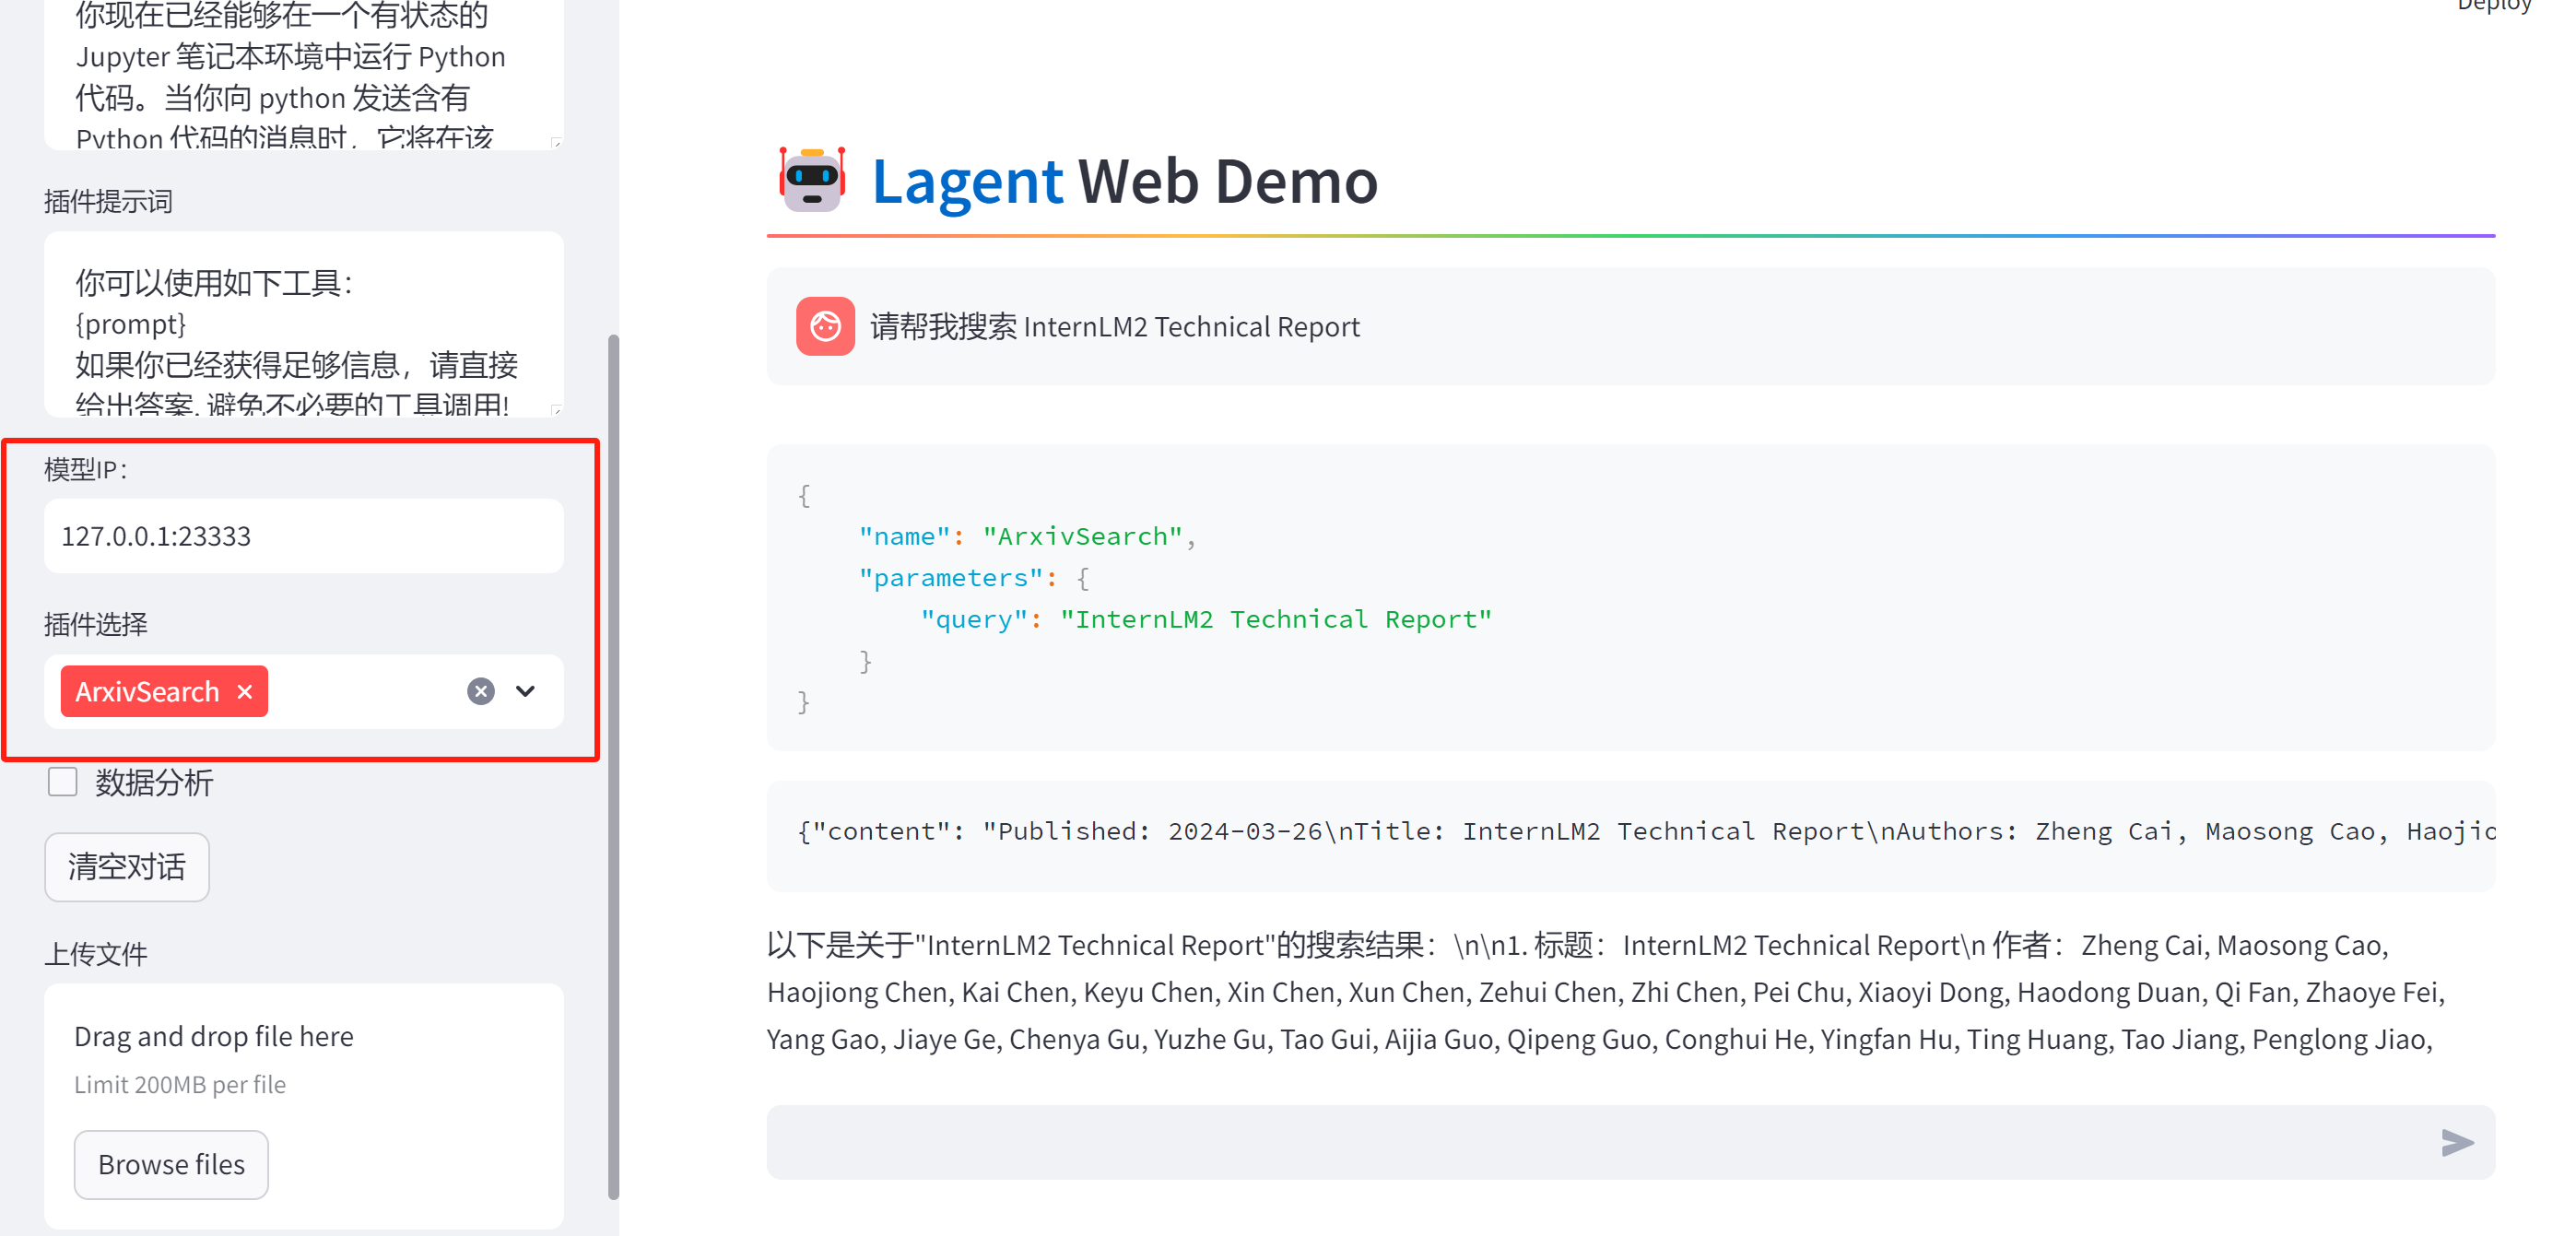 你现在已经能够在一个有状态的
Jupyter 笔记本环境中运行 Python
代码。当你向 python 发送含有
Python 代码的消息时，它将在该
插件提示词
你可以使用如下工具：
{prompt}
如果你已经获得足够信息，请直接
给出答案. 避免不必要的工具调用!
模型IP：
127.0.0.1:23333
插件选择
ArxivSearch
数据分析
清空对话
上传文件
Drag and drop file here
Limit 200MB per file
Browse files
Deploy
Lagent Web Demo
请帮我搜索 InternLM2 Technical Report
{
"name": "ArxivSearch",
"parameters": {
"query": "InternLM2 Technical Report"
}
}
{"content": "Published: 2024-03-26\nTitle: InternLM2 Technical Report\nAuthors: Zheng Cai, Maosong Cao, Haojio
以下是关于"InternLM2 Technical Report"的搜索结果：\n\n1. 标题：InternLM2 Technical Report\n 作者：Zheng Cai, Maosong Cao,
Haojiong Chen, Kai Chen, Keyu Chen, Xin Chen, Xun Chen, Zehui Chen, Zhi Chen, Pei Chu, Xiaoyi Dong, Haodong Duan, Qi Fan, Zhaoye Fei,
Yang Gao, Jiaye Ge, Chenya Gu, Yuzhe Gu, Tao Gui, Aijia Guo, Qipeng Guo, Conghui He, Yingfan Hu, Ting Huang, Tao Jiang, Penglong Jiao,